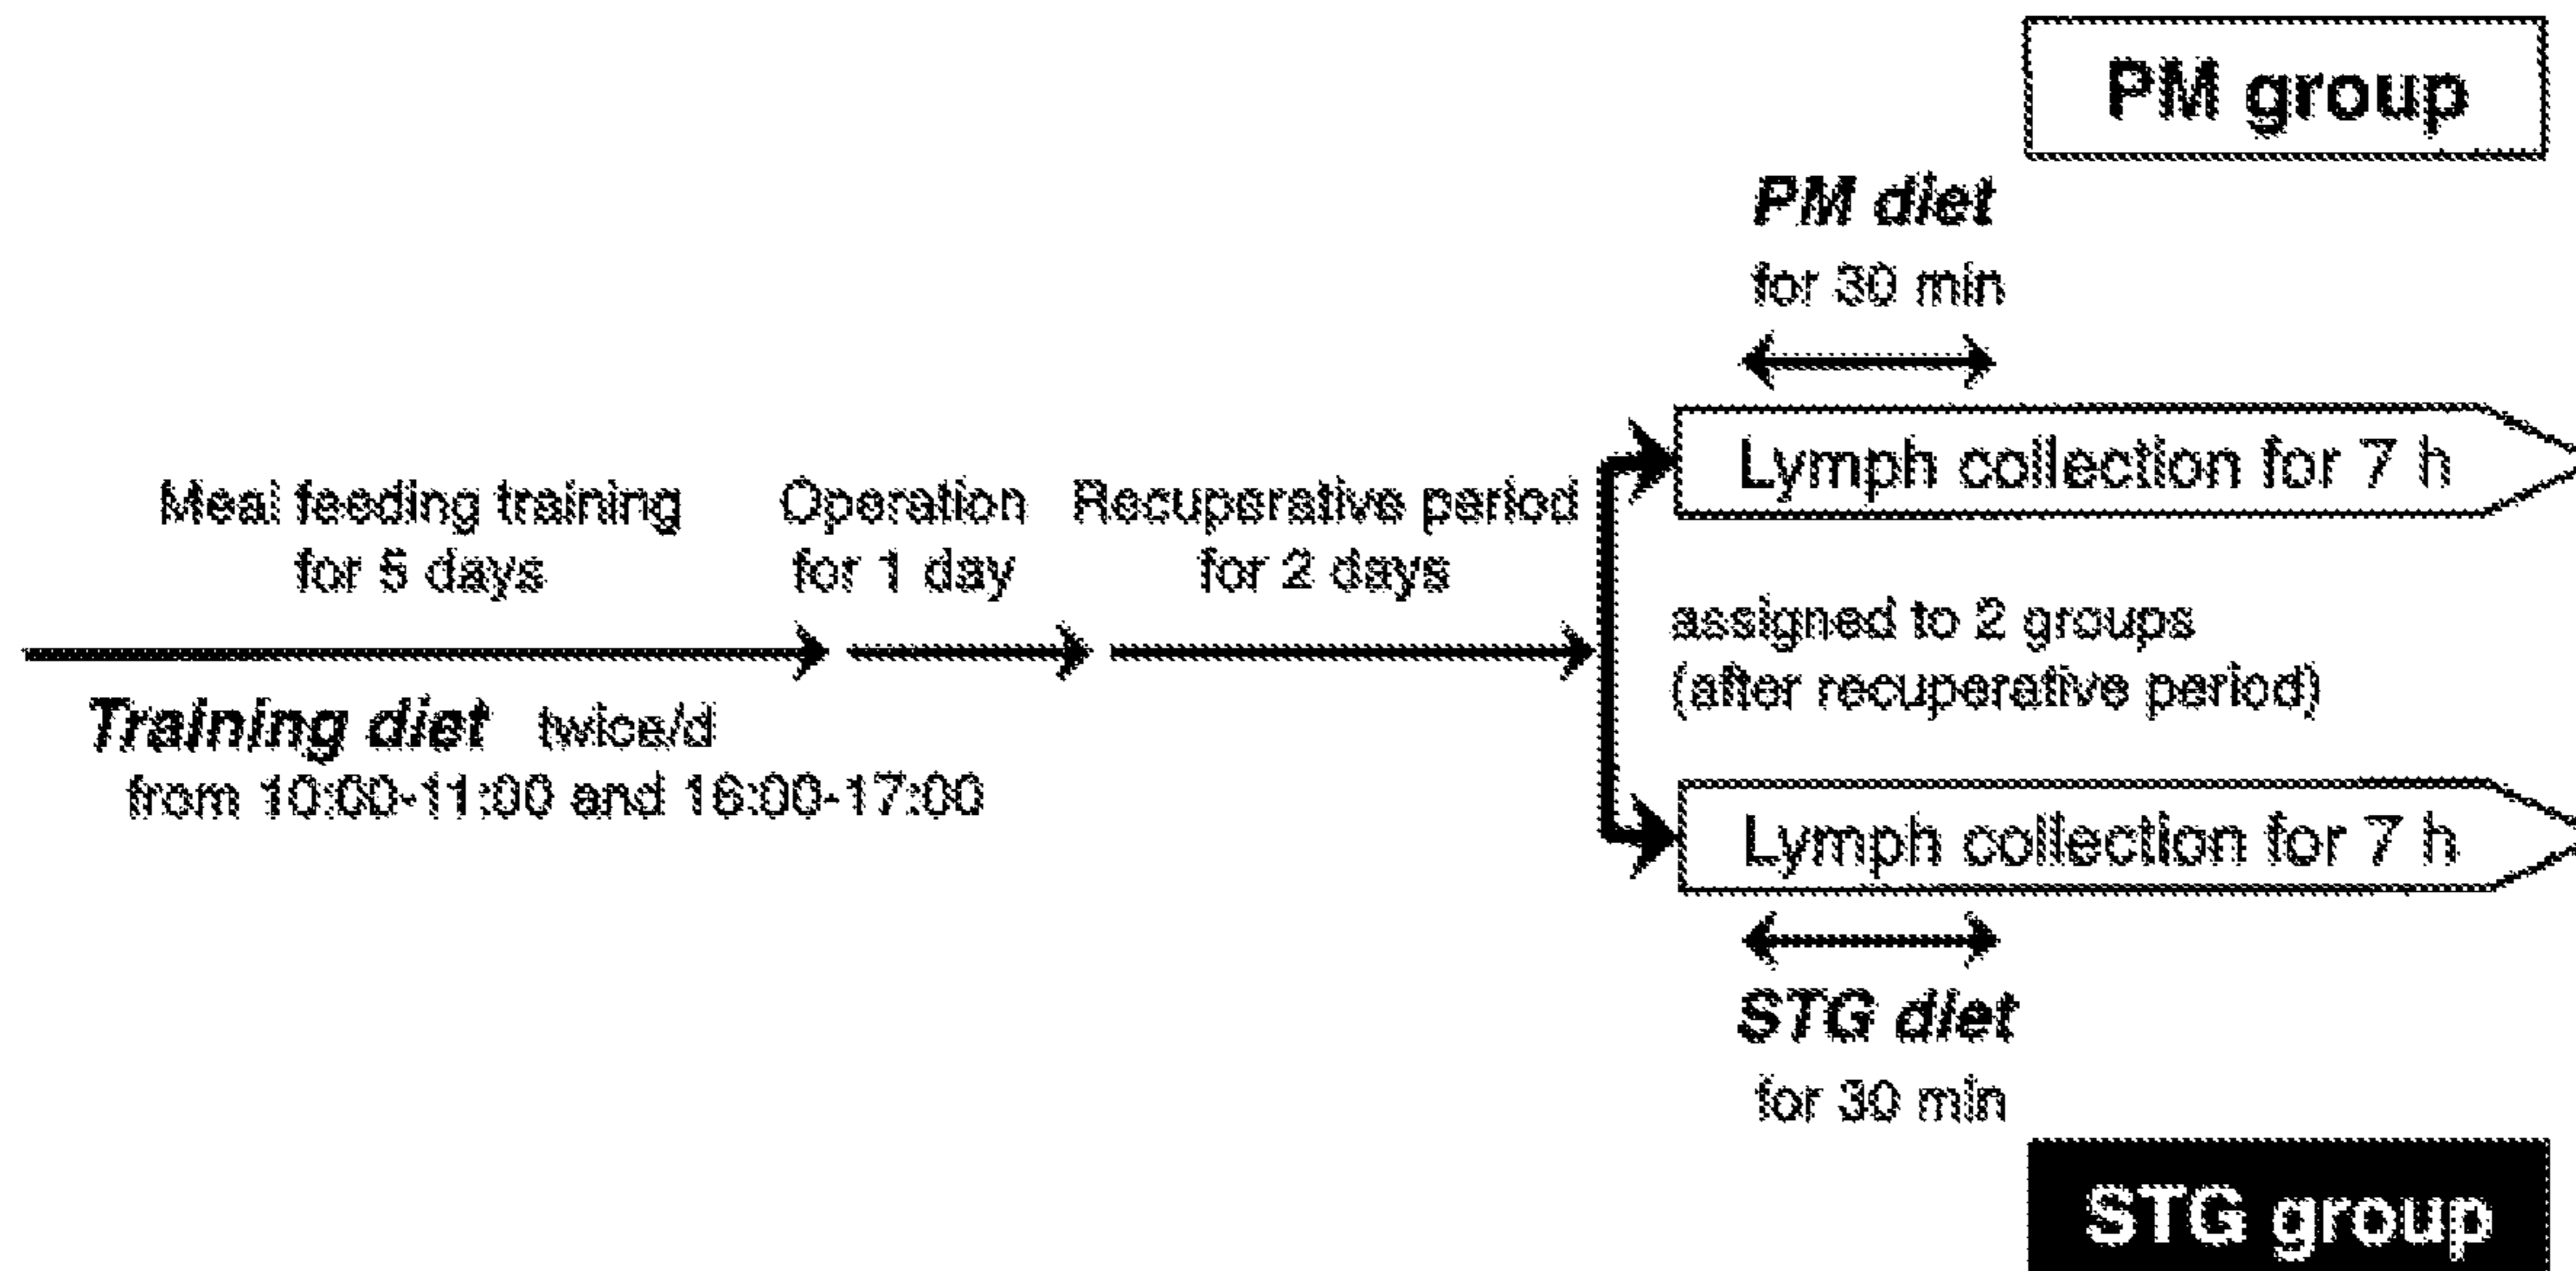 PM group
PM diet
for 30 min
Lymph collection for 7 h
Meal feeding training
for 5 days
Operation
for 1 day
Recuperative period
for 2 days
assigned to 2 groups
(after recuperative period)
Training diet twice/d
from 10:00-11:00 and 16:00-17:00
Lymph collection for 7 h
STG diet
for 30 min
STG group